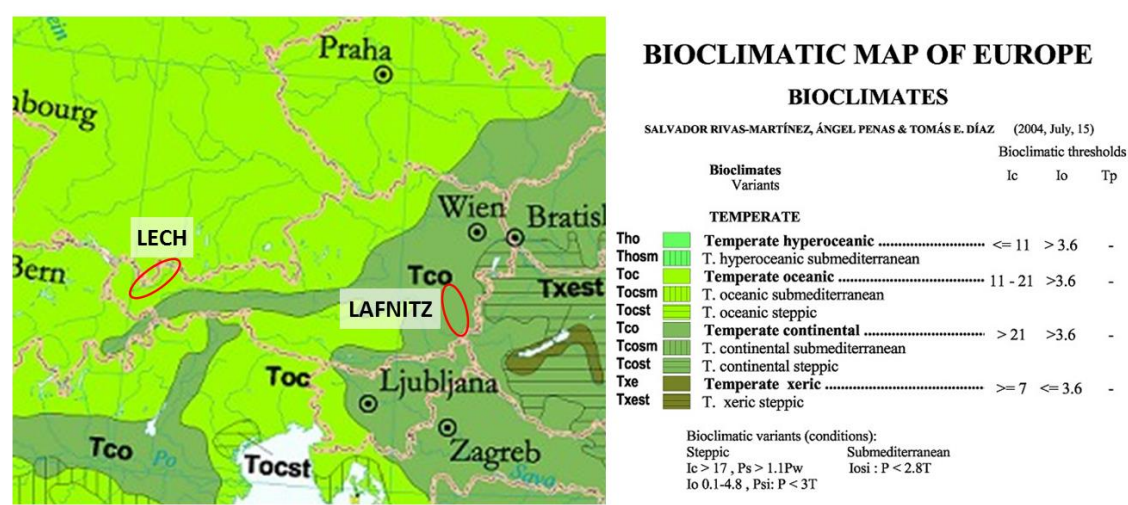 Praha
nbourg
ein
LECH
Wien
Bratisl
Bern
Tco
Txest
LAFNITZ
Toc
Ljubljana
Zagreb
Tco
Po
Tocst
Sava
BIOCLIMATIC MAP OF EUROPE
BIOCLIMATES
SALVADOR RIVAS-MARTÍNEZ, ÁNGEL PENAS & TOMÁS E. DÍAZ (2004, July, 15)
Bioclimatic thresholds
Bioclimates Ic Io Tp
Variants
TEMPERATE
Tho Temperate hyperoceanic <= 11 > 3.6 -
Thosm T. hyperoceanic submediterranean
Toc Temperate oceanic 11 - 21 >3.6 -
Tocsm T. oceanic submediterranean
Tocst T. oceanic steppic
Tco Temperate continental > 21 >3.6 -
Tcosm T. continental submediterranean
Tcost T. continental steppic
Txe Temperate xeric >= 7 <= 3.6 -
Txest T. xeric steppic
Bioclimatic variants (conditions):
Steppic Submediterranean
Ic > 17 , Ps > 1.1Pw Iosi : P < 2.8T
Io 0.1-4.8 , Psi: P < 3T